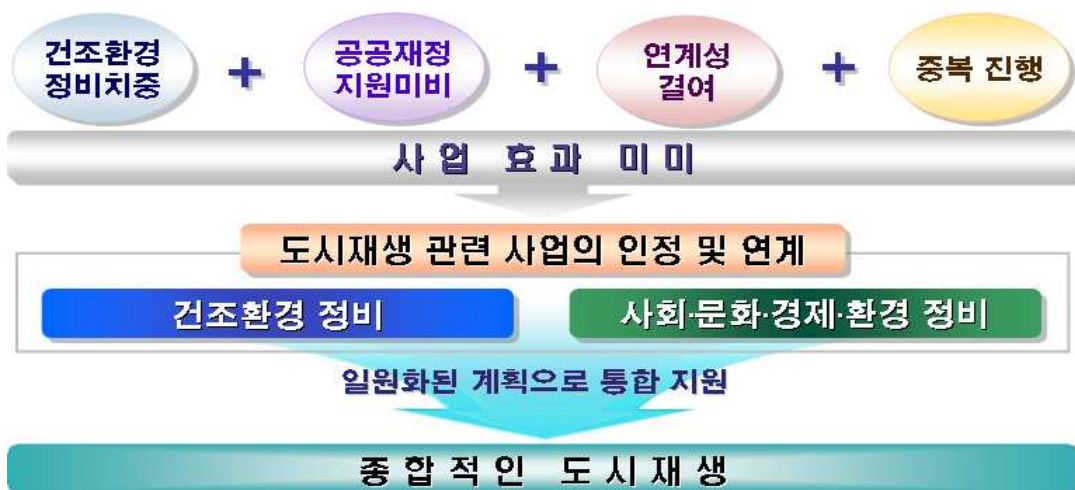 건조환경
정비치중
+
공공재정
지원미비
+
연계성
결여
+
중복 진행
사 업 효 과 미 미
도시재생 관련 사업의 인정 및 연계
건조환경 정비
사회·문화·경제·환경 정비
일원화된 계획으로 통합 지원
종 합 적 인 도 시 재 생